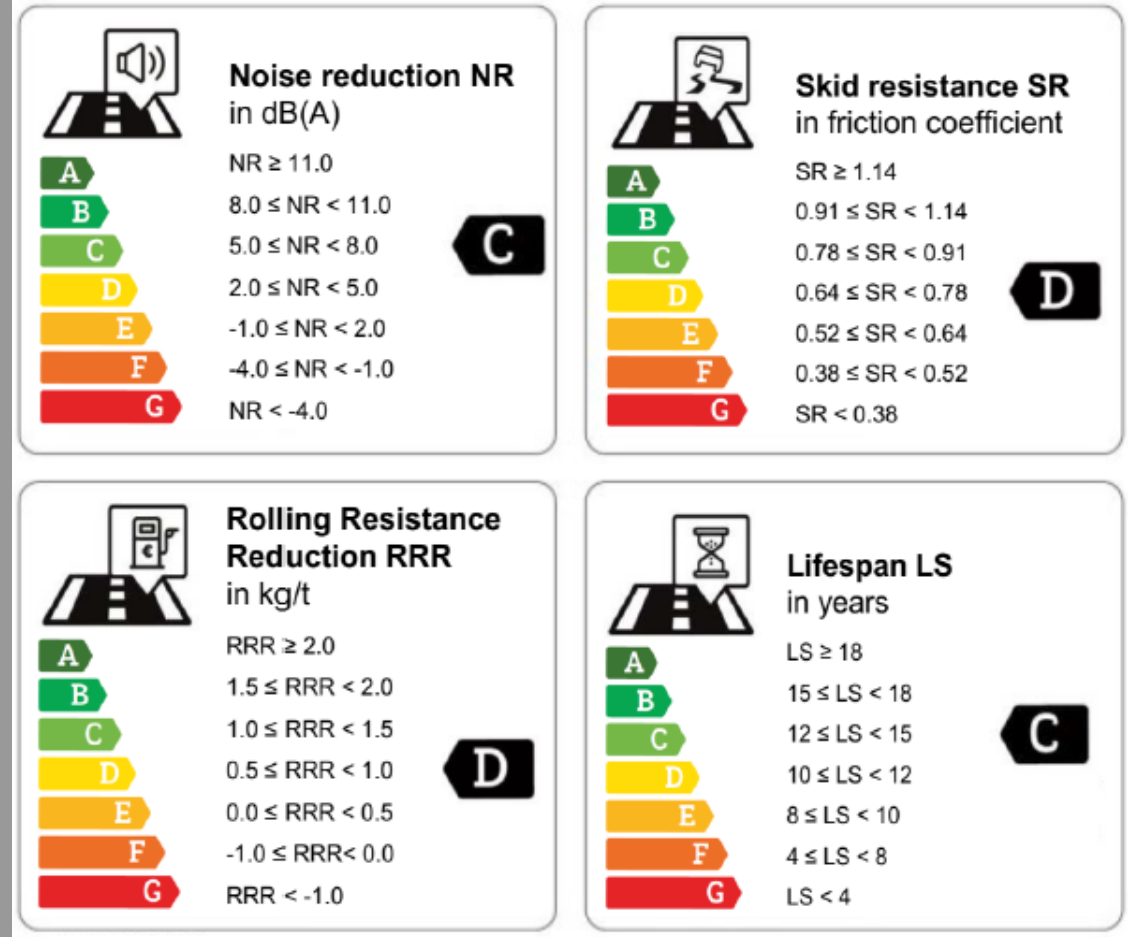 Noise reduction NR
in dB(A)
A NR ≥ 11.0
B 8.0 ≤ NR < 11.0
C 5.0 ≤ NR < 8.0
C
D 2.0 ≤ NR < 5.0
E -1.0 ≤ NR < 2.0
F -4.0 ≤ NR < -1.0
G NR < -4.0
Skid resistance SR
in friction coefficient
A SR ≥ 1.14
B 0.91 ≤ SR < 1.14
C 0.78 ≤ SR < 0.91
D 0.64 ≤ SR < 0.78
D
E 0.52 ≤ SR < 0.64
F 0.38 ≤ SR < 0.52
G SR < 0.38
€
Rolling Resistance
Reduction RRR
in kg/t
A RRR ≥ 2.0
B 1.5 ≤ RRR < 2.0
C 1.0 ≤ RRR < 1.5
D 0.5 ≤ RRR < 1.0
D
E 0.0 ≤ RRR < 0.5
F -1.0 ≤ RRR< 0.0
G RRR < -1.0
Lifespan LS
in years
A LS ≥ 18
B 15 ≤ LS < 18
C 12 ≤ LS < 15
C
D 10 ≤ LS < 12
E 8 ≤ LS < 10
F 4 ≤ LS < 8
G LS < 4